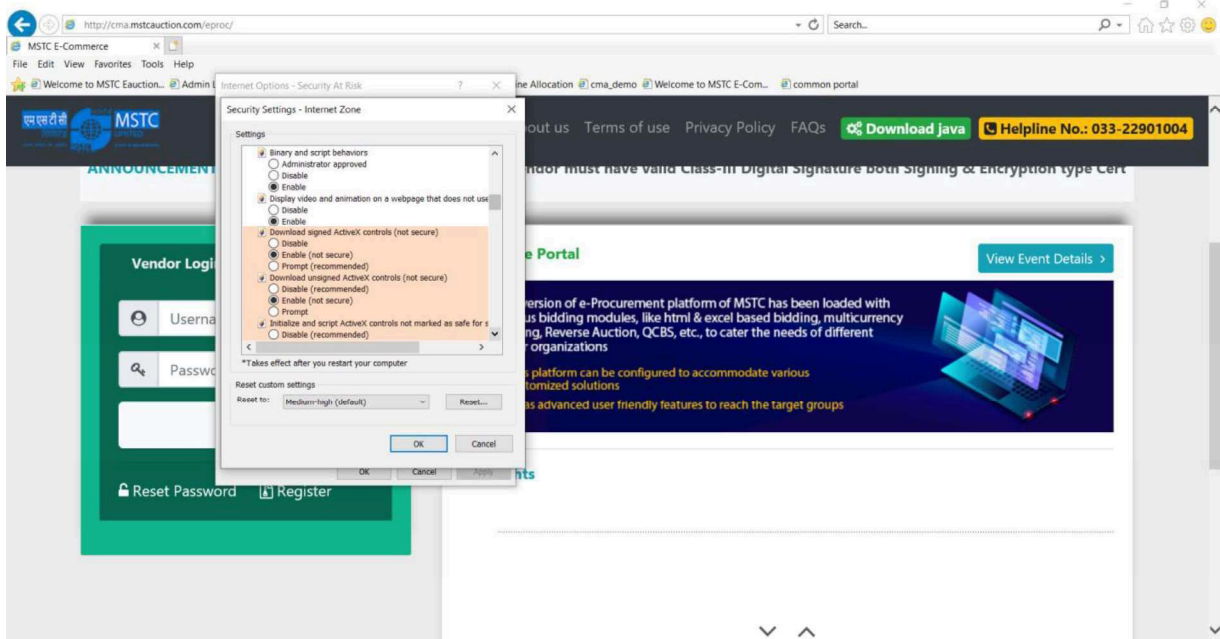 http://cma.mstcauction.com/eproc/
Search...
MSTC E-Commerce
File Edit View Favorites Tools Help
Welcome to MSTC Eauction... Admin L
ine Allocation cma_demo Welcome to MSTC E-Com... common portal
Internet Options - Security At Risk ?
Security Settings - Internet Zone
Settings
Binary and script behaviors
Administrator approved
Disable
Enable
Display video and animation on a webpage that does not use
Disable
Enable
Download signed ActiveX controls (not secure)
Disable
Enable (not secure)
Prompt (recommended)
Download unsigned ActiveX controls (not secure)
Disable (recommended)
Enable (not secure)
Prompt
Initialize and script ActiveX controls not marked as safe for s
Disable (recommended)
*Takes effect after you restart your computer
Reset custom settings
Reset to: Medium-high (default) Reset...
OK Cancel
OK Cancel Apply
एम एस टी सी MSTC
LIMITED
out us Terms of use Privacy Policy FAQs Download java Helpline No.: 033-22901004
ANNOUNCEMENT
ndor must have valid Class-III Digital Signature both Signing & Encryption type Cert
Vendor Logi
Userna
Passwo
Reset Password Register
e Portal
View Event Details >
version of e-Procurement platform of MSTC has been loaded with
us bidding modules, like html & excel based bidding, multicurrency
ng, Reverse Auction, QCBS, etc., to cater the needs of different
r organizations
s platform can be configured to accommodate various
tomized solutions
as advanced user friendly features to reach the target groups
nts